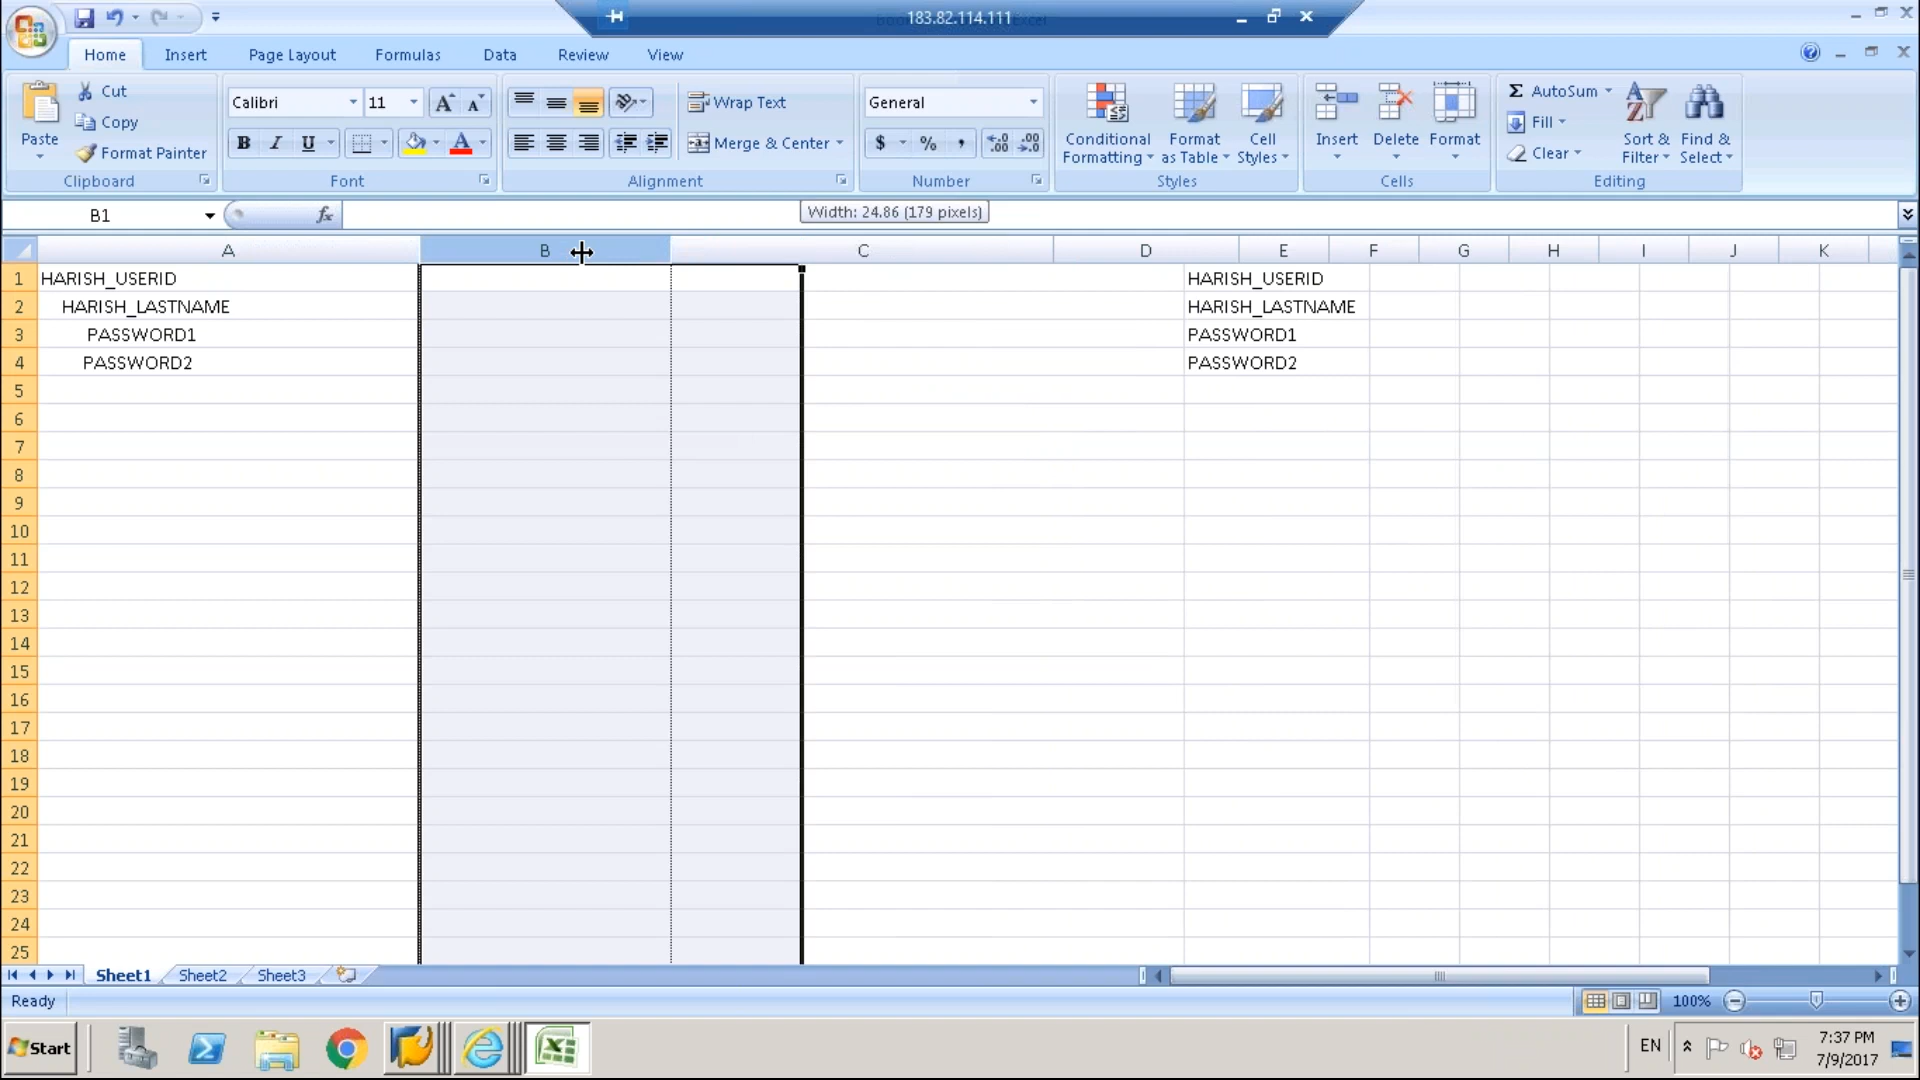 183.82.114.111
Home Insert Page Layout Formulas Data Review View
Cut
Copy
Format Painter
Paste
Clipboard
Calibri 11
B I U
Font
Wrap Text
Merge & Center
Alignment
General
$ % ,
Number
Conditional Formatting
Format as Table
Cell Styles
Styles
Insert Delete Format
Cells
Σ AutoSum
Fill
Clear
Sort & Filter
Find & Select
Editing
B1 fx
Width: 24.86 (179 pixels)
A B C D E F G H I J K
1 HARISH_USERID HARISH_USERID
2 HARISH_LASTNAME HARISH_LASTNAME
3 PASSWORD1 PASSWORD1
4 PASSWORD2 PASSWORD2
5
6
7
8
9
10
11
12
13
14
15
16
17
18
19
20
21
22
23
24
25
Sheet1 Sheet2 Sheet3
Ready 100%
Start EN 7:37 PM
7/9/2017